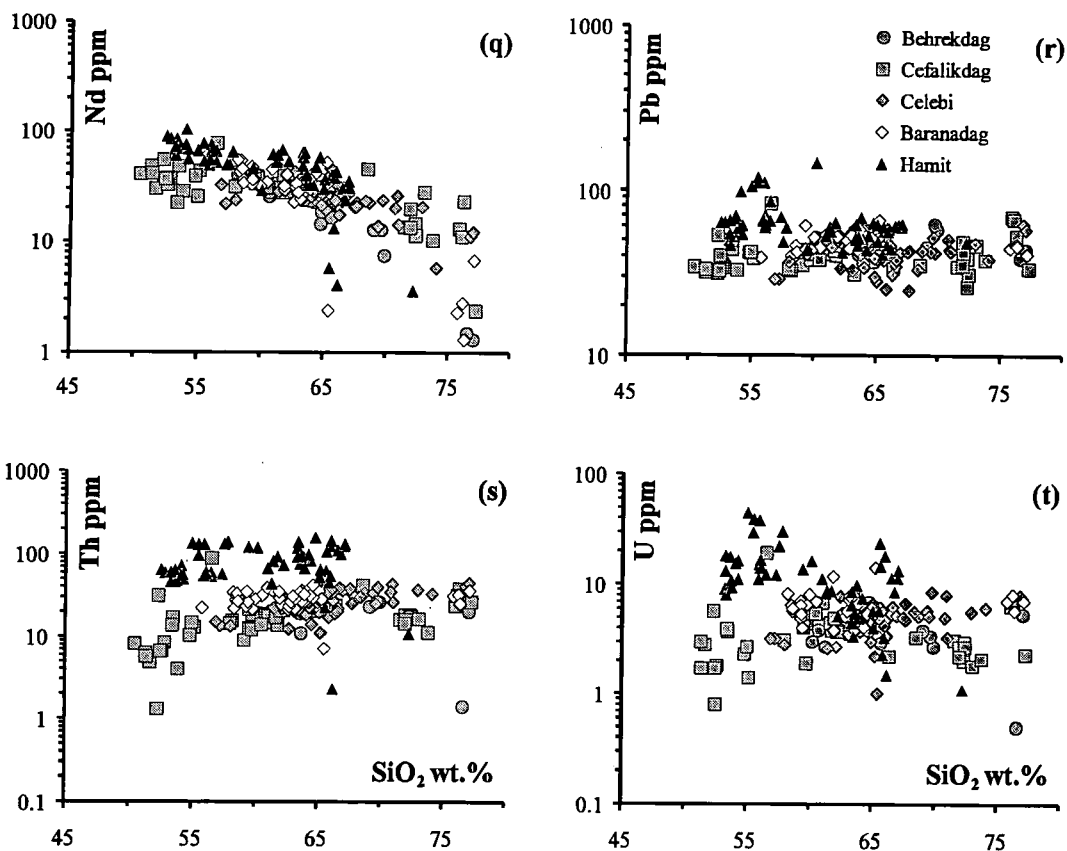 1000
100
10
1
Nd ppm
(q)
45 55 65 75
1000
100
10
Pb ppm
(r)
Behrekdag
Cefalikdag
Celebi
Baranadag
Hamit
45 55 65 75
1000
100
10
1
0.1
Th ppm
(s)
SiO₂ wt.%
45 55 65 75
100
10
1
0.1
U ppm
(t)
SiO₂ wt.%
45 55 65 75